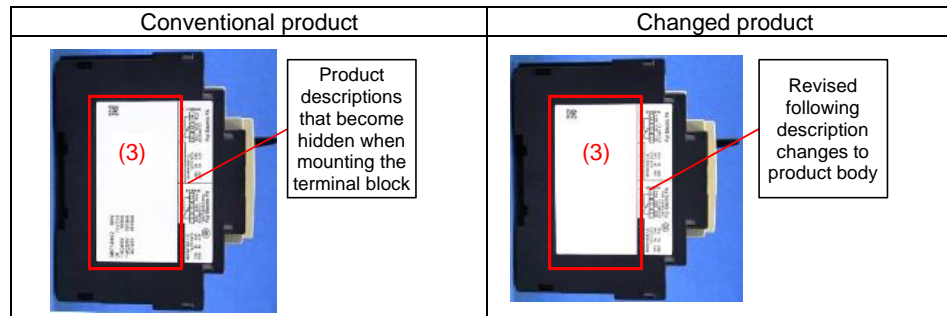 Conventional product
Changed product
(3)
Product
descriptions
that become
hidden when
mounting the
terminal block
(3)
Revised
following
description
changes to
product body